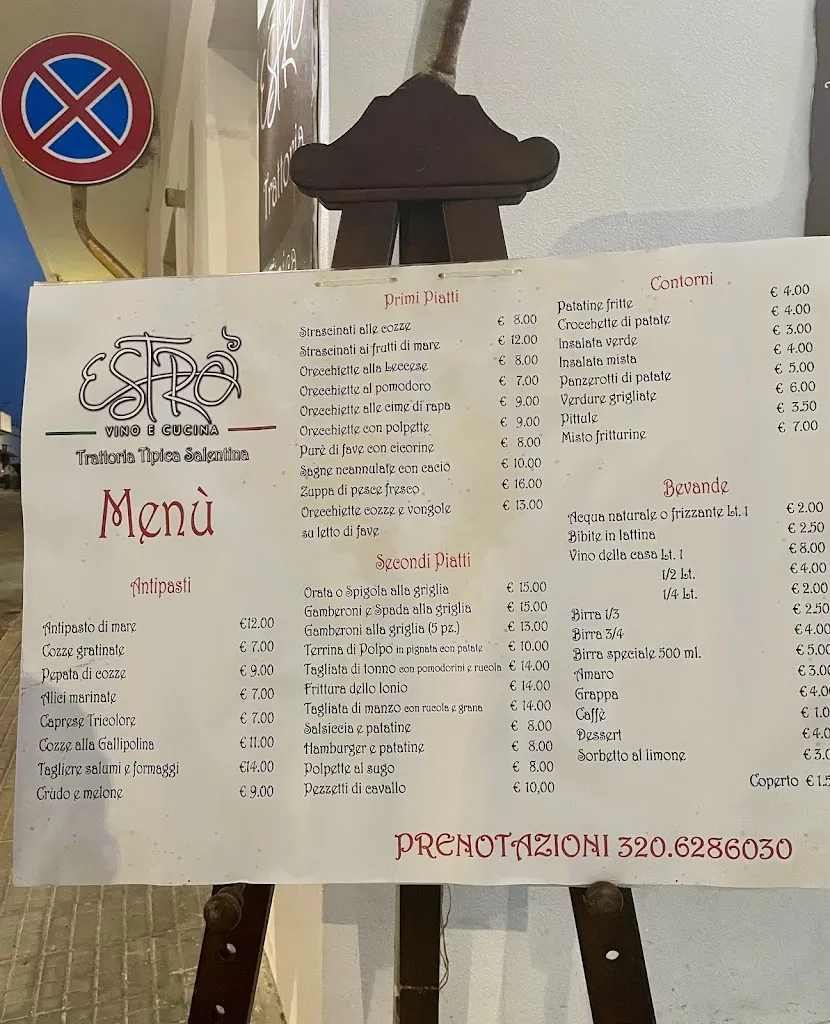 ESTRÒ
Trattoria
ESTRÒ
VINO E CUCINA
Trattoria Tipica Salentina
Menù
Antipasti
Antipasto di mare €12.00
Cozze gratinate € 7.00
Pepata di cozze € 9.00
Alici marinate € 7.00
Caprese Tricolore € 7.00
Cozze alla Gallipolina € 11.00
Tagliere salumi e formaggi €14.00
Crudo e melone € 9.00
Primi Piatti
Strascinati alle cozze € 8.00
Strascinati ai frutti di mare € 12.00
Orecchiette alla Leccese € 8.00
Orecchiette al pomodoro € 7.00
Orecchiette alle cime di rapa € 9.00
Orecchiette con polpette € 9.00
Purè di fave con cicorine € 8.00
Sagne ncannulate con cacio € 10.00
Zuppa di pesce fresco € 16.00
Orecchiette cozze e vongole € 13.00
su letto di fave
Secondi Piatti
Orata o Spigola alla griglia € 15.00
Gamberoni e Spada alla griglia € 15.00
Gamberoni alla griglia (5 pz.) € 13.00
Terrina di Polpo in pignata con patate € 10.00
Tagliata di tonno con pomodorini e rucola € 14.00
Frittura dello Ionio € 14.00
Tagliata di manzo con rucola e grana € 14.00
Salsiccia e patatine € 8.00
Hamburger e patatine € 8.00
Polpette al sugo € 8.00
Pezzetti di cavallo € 10,00
Contorni
Patatine fritte € 4.00
Crocchette di patate € 4.00
Insalata verde € 3.00
Insalata mista € 4.00
Panzerotti di patate € 5.00
Verdure grigliate € 6.00
Pittule € 3.50
Misto fritturine € 7.00
Bevande
Acqua naturale o frizzante Lt. 1 € 2.00
Bibite in lattina € 2.50
Vino della casa Lt. 1 € 8.00
1/2 Lt. € 4.00
1/4 Lt. € 2.00
Birra 1/3 € 2.50
Birra 3/4 € 4.00
Birra speciale 500 ml. € 5.00
Amaro € 3.00
Grappa € 4.0
Caffè € 1.0
Dessert € 4.0
Sorbetto al limone € 3.0
Coperto € 1.5
PRENOTAZIONI 320.6286030